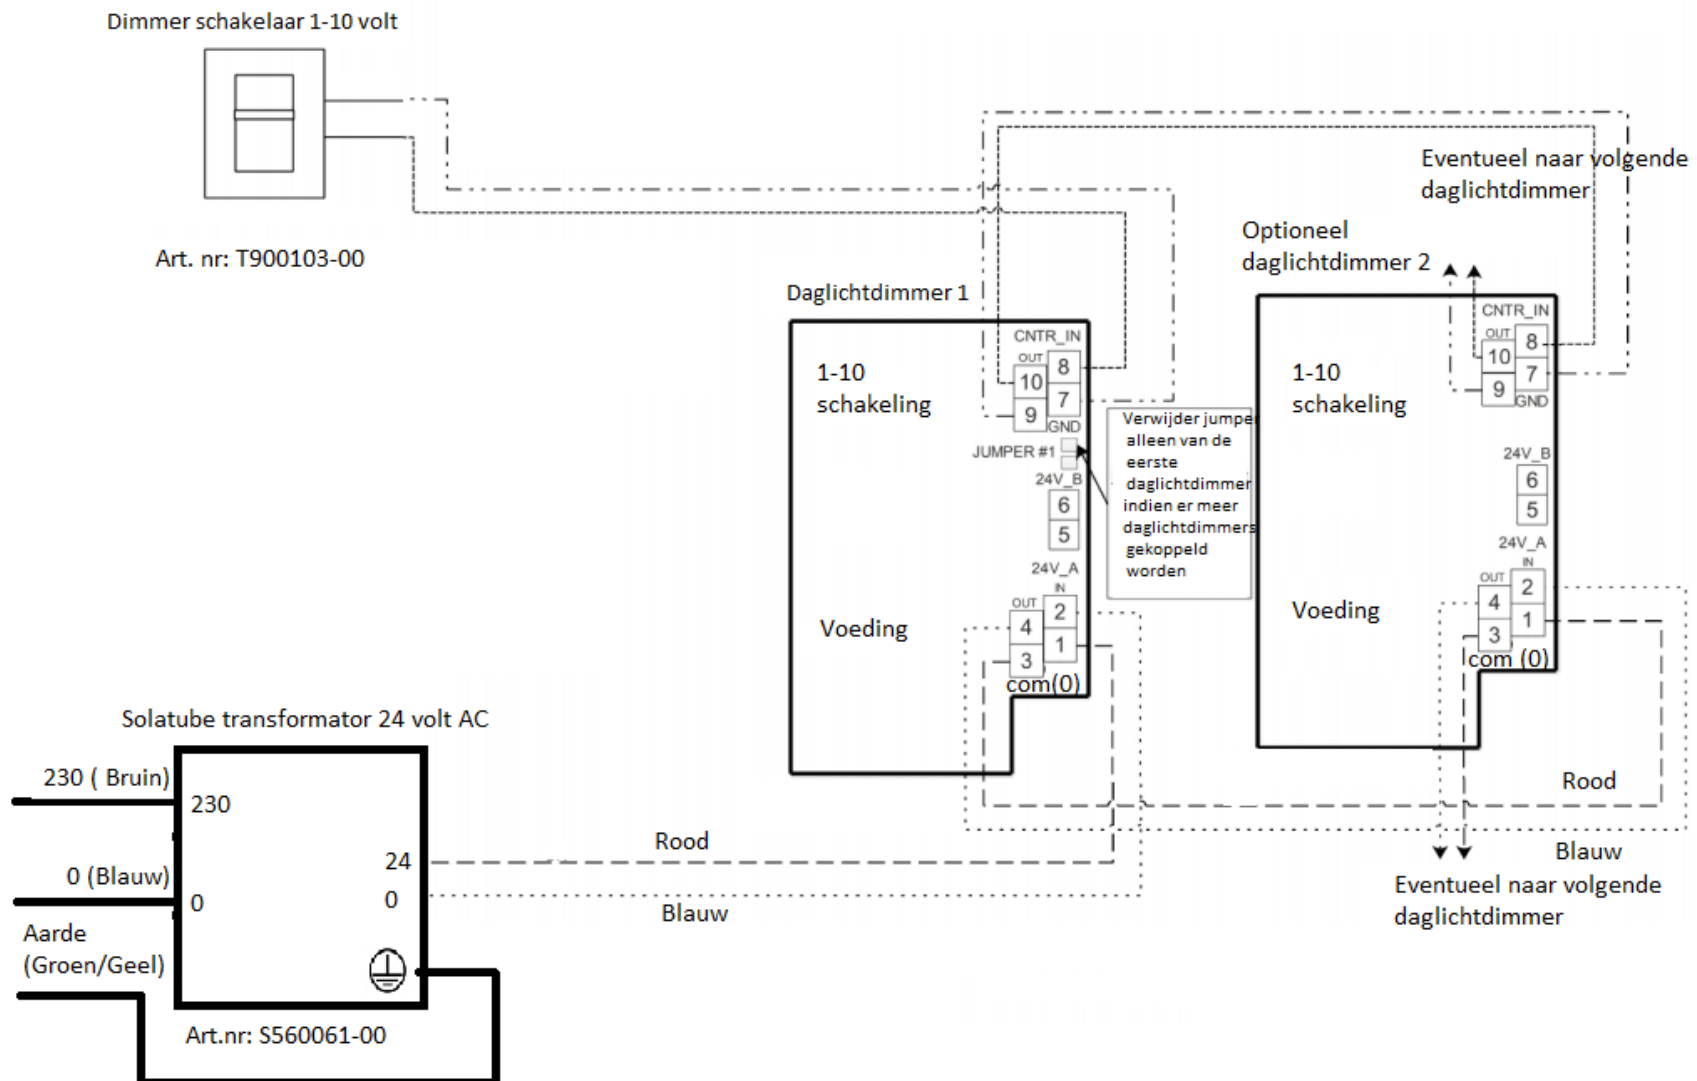 Dimmer schakelaar 1-10 volt
Art. nr: T900103-00
Eventueel naar volgende
daglichtdimmer
Optioneel
daglichtdimmer 2
Daglichtdimmer 1
CNTR_IN
OUT
8
10
7
9
GND
1-10
schakeling
JUMPER #1
24V_B
6
5
24V_A
IN
OUT
2
4
1
3
com(0)
Voeding
Verwijder jumper
alleen van de
eerste
daglichtdimmer
indien er meer
daglichtdimmers
gekoppeld
worden
CNTR_IN
OUT
8
10
7
9
GND
1-10
schakeling
24V_B
6
5
24V_A
IN
OUT
2
4
1
3
com (0)
Voeding
Solatube transformator 24 volt AC
230 ( Bruin)
230
0 (Blauw)
0
Aarde
(Groen/Geel)
24
0
Art.nr: S560061-00
Rood
Blauw
Rood
Blauw
Eventueel naar volgende
daglichtdimmer